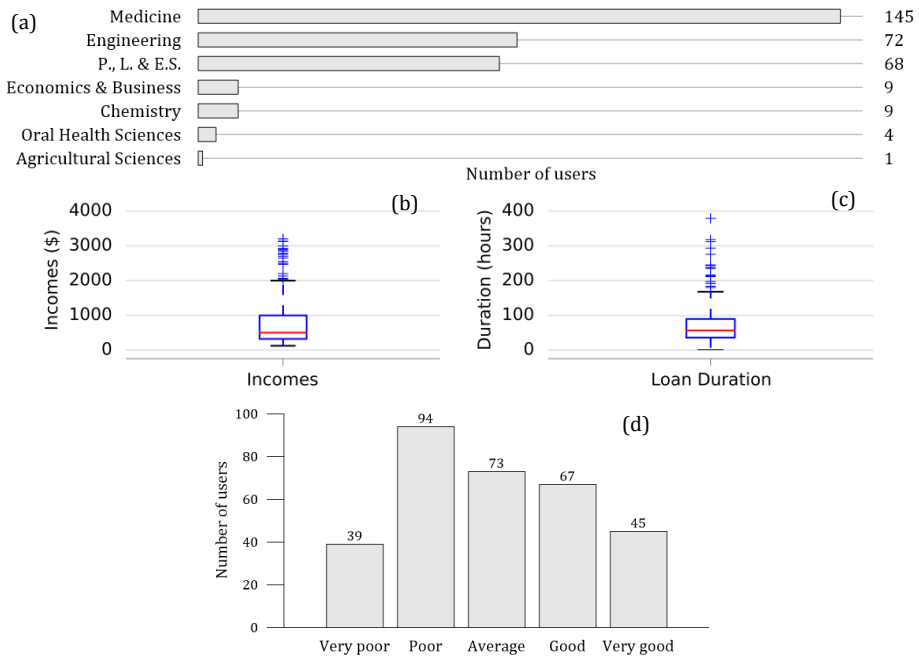 (a)
Medicine 145
Engineering 72
P., L. & E.S. 68
Economics & Business 9
Chemistry 9
Oral Health Sciences 4
Agricultural Sciences 1
Number of users
(b)
Incomes ($)
4000
3000
2000
1000
0
Incomes
(c)
Duration (hours)
400
300
200
100
0
Loan Duration
(d)
Number of users
100
80
60
40
20
0
39
94
73
67
45
Very poor Poor Average Good Very good